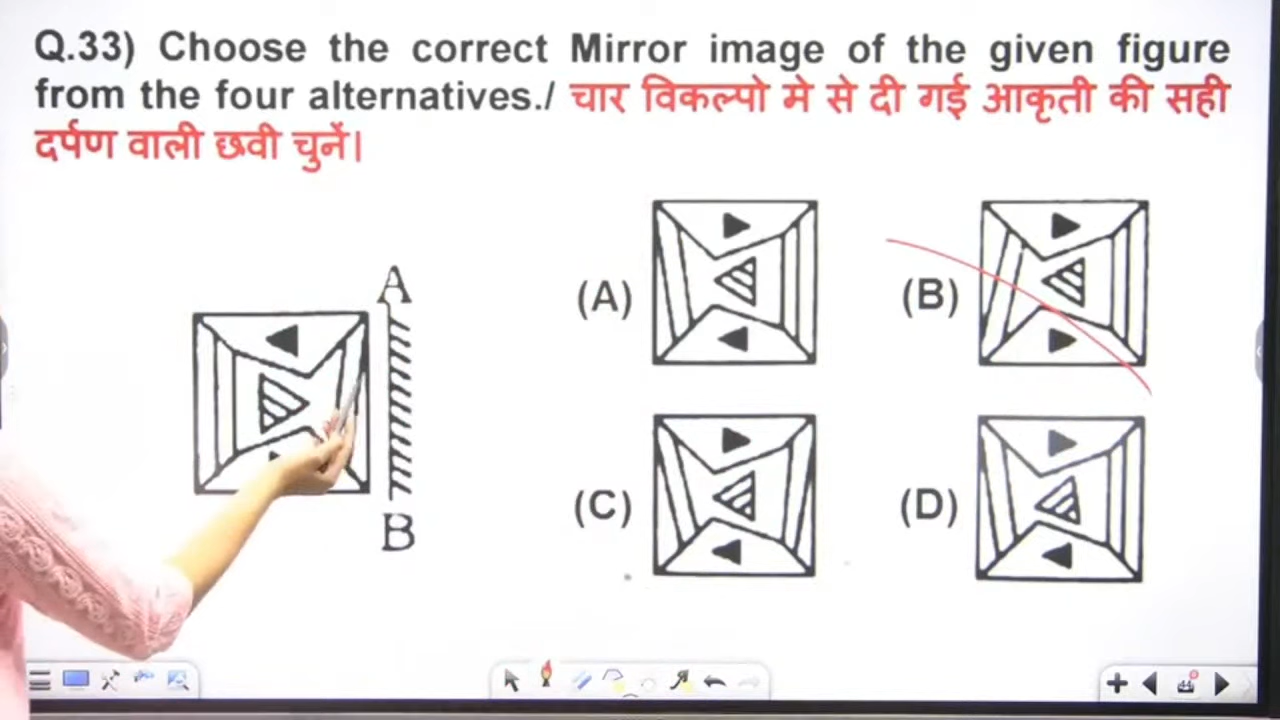 Q.33) Choose the correct Mirror image of the given figure
from the four alternatives./ चार विकल्पो मे से दी गई आकृती की सही
दर्पण वाली छवी चुनें।
A
B
(A)
(B)
(C)
(D)